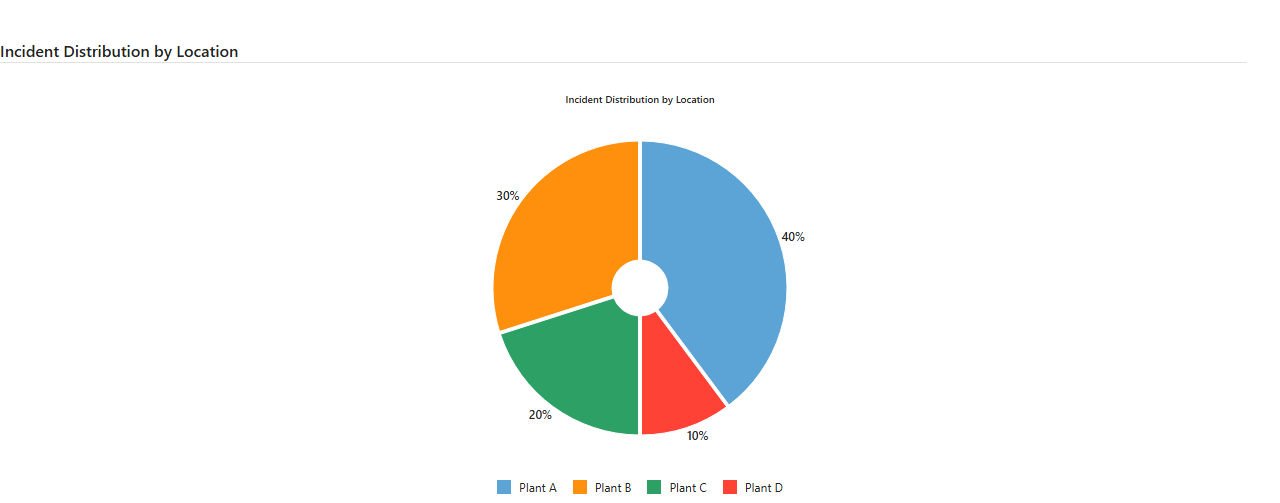 Incident Distribution by Location
Incident Distribution by Location
30%
40%
20%
10%
Plant A Plant B Plant C Plant D